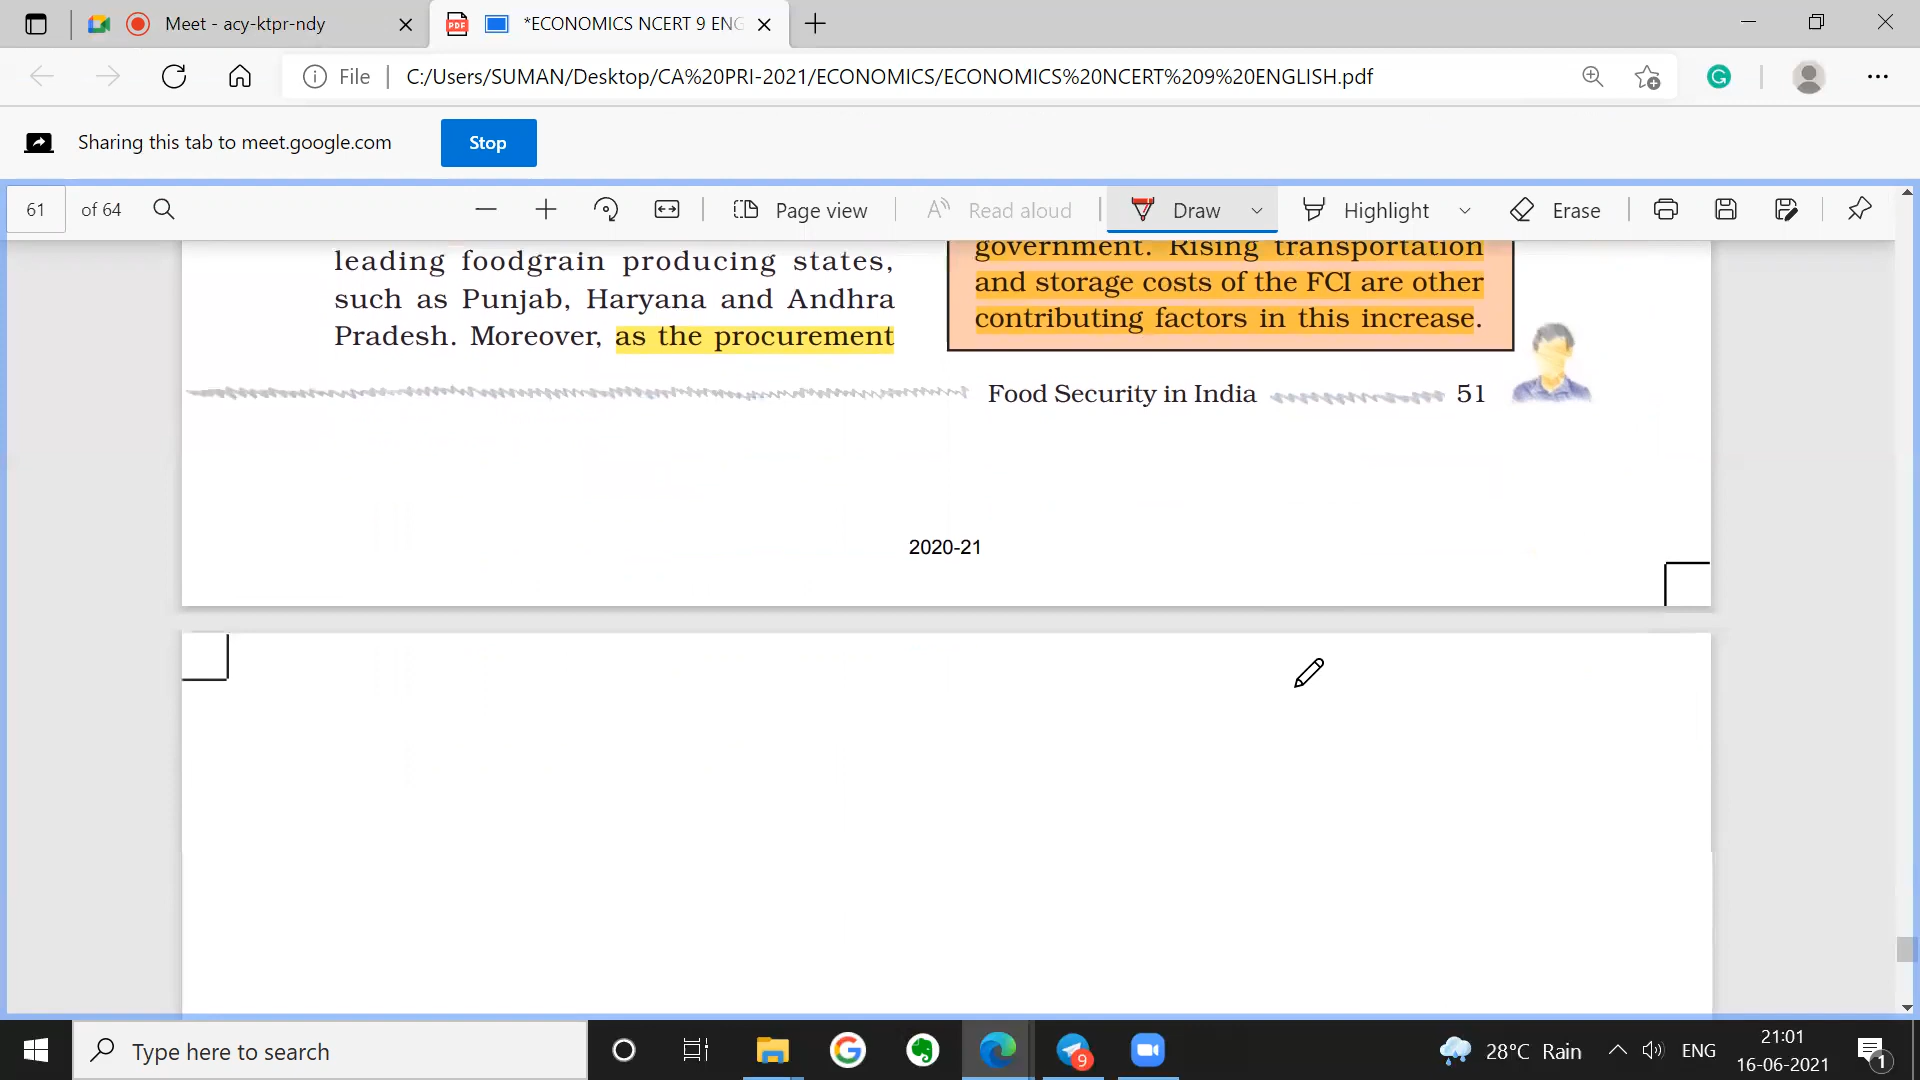 Meet - acy-ktpr-ndy
*ECONOMICS NCERT 9 ENG
File
C:/Users/SUMAN/Desktop/CA%20PRI-2021/ECONOMICS/ECONOMICS%20NCERT%209%20ENGLISH.pdf
Sharing this tab to meet.google.com
Stop
61 of 64
Page view
Read aloud
Draw
Highlight
Erase
leading foodgrain producing states,
such as Punjab, Haryana and Andhra
Pradesh. Moreover, as the procurement
government. Rising transportation
and storage costs of the FCI are other
contributing factors in this increase.
Food Security in India 51
2020-21
Type here to search
9
28°C Rain
ENG
21:01
16-06-2021
1